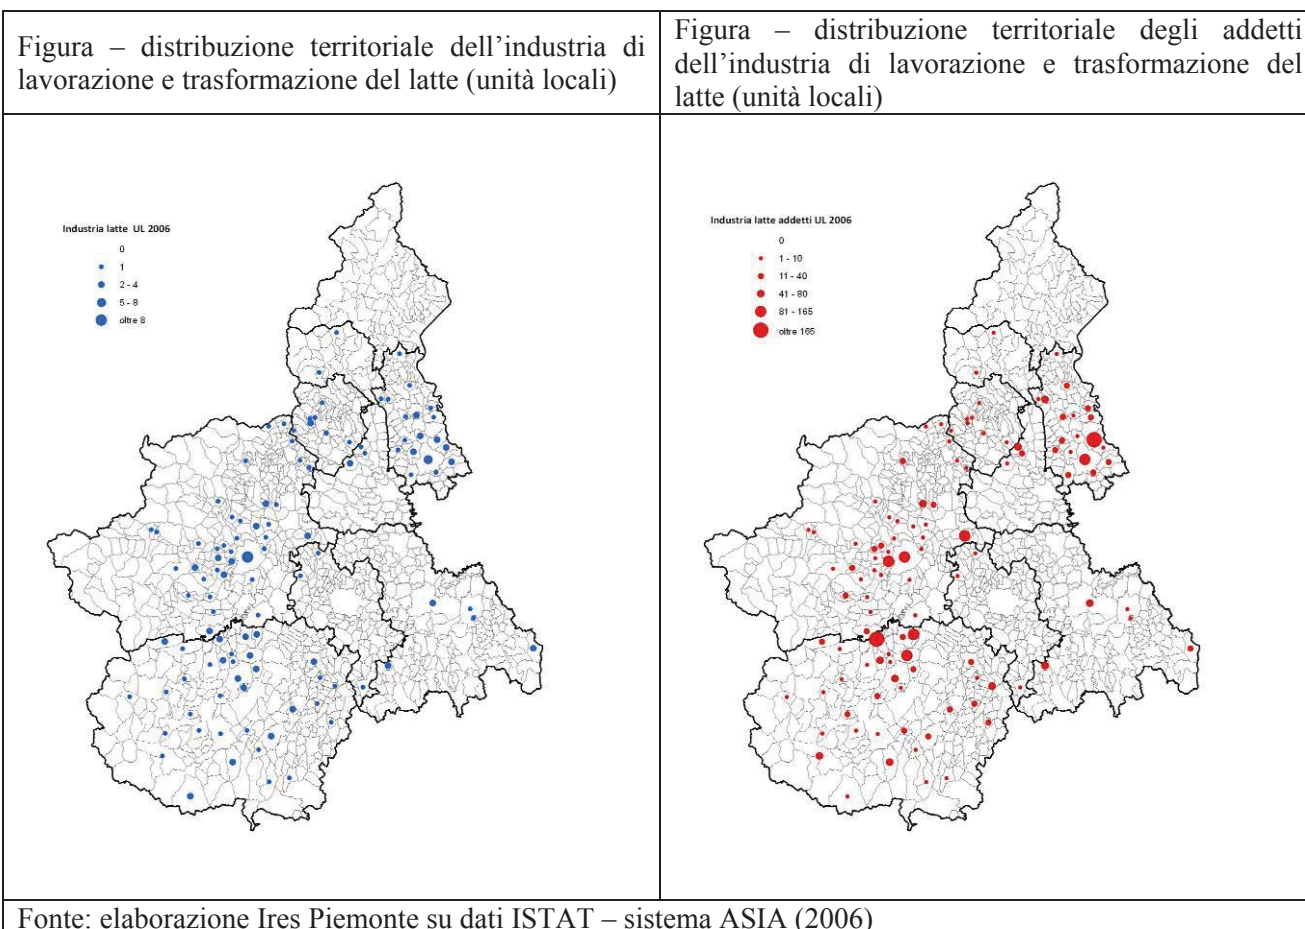 Figura – distribuzione territoriale dell'industria di
lavorazione e trasformazione del latte (unità locali)
Figura – distribuzione territoriale degli addetti
dell'industria di lavorazione e trasformazione del
latte (unità locali)
Industria latte UL 2006
0
1
2 - 4
5 - 8
oltre 8
Industria latte addetti UL 2006
0
1 - 10
11 - 40
41 - 80
81 - 165
oltre 165
Fonte: elaborazione Ires Piemonte su dati ISTAT – sistema ASIA (2006)